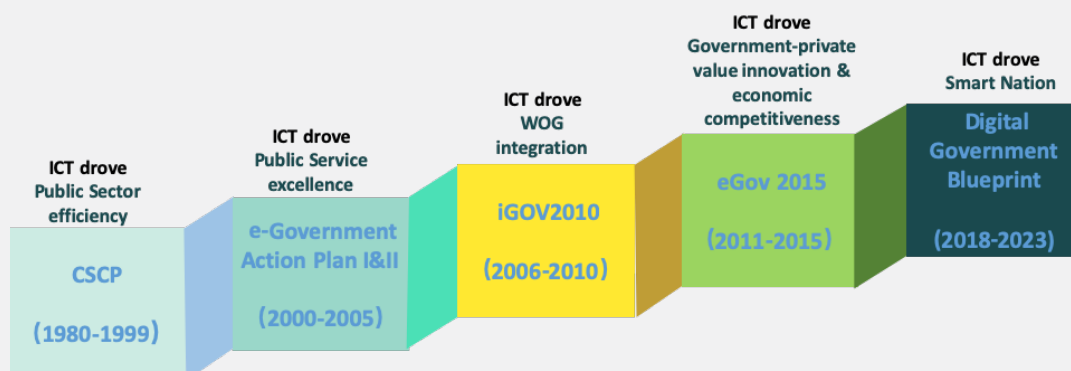 ICT drove
Public Sector
efficiency
CSCP
(1980-1999)
ICT drove
Public Service
excellence
e-Government
Action Plan I&II
(2000-2005)
ICT drove
WOG
integration
iGOV2010
(2006-2010)
ICT drove
Government-private
value innovation &
economic
competitiveness
eGov 2015
(2011-2015)
ICT drove
Smart Nation
Digital
Government
Blueprint
(2018-2023)